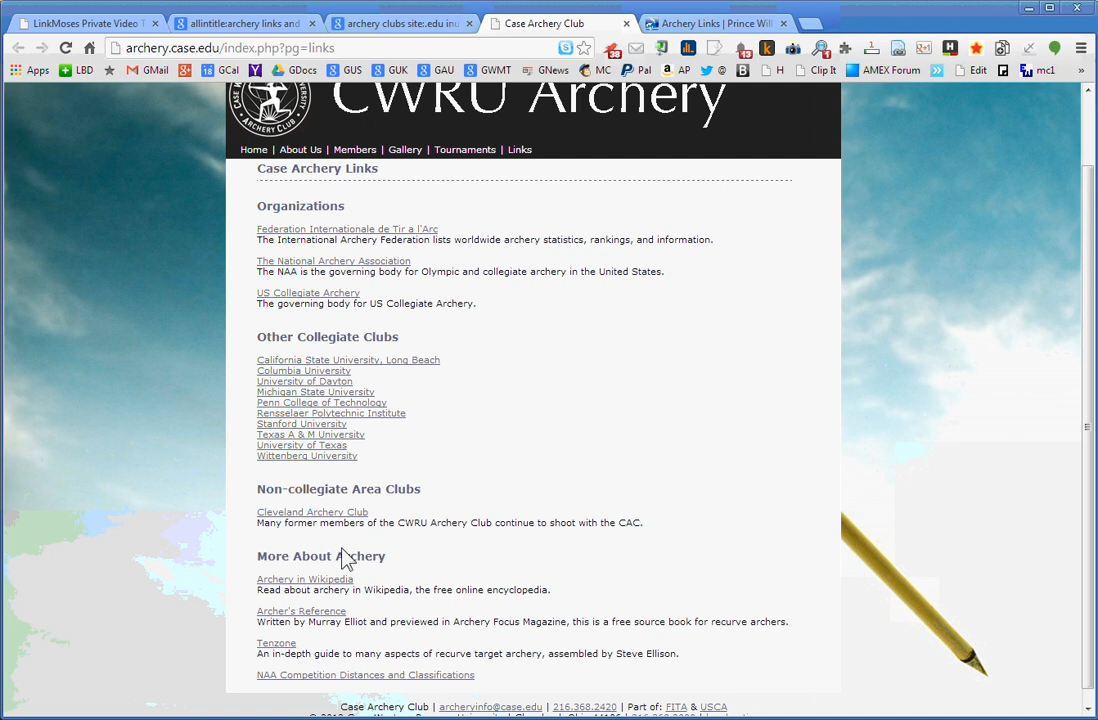 LinkMoses Private Video T
allintitle:archery links and
archery clubs site:.edu inu
Case Archery Club
Archery Links | Prince Will
archery.case.edu/index.php?pg=links
Apps
LBD
GMail
GCal
GDocs
GUS
GUK
GAU
GWMT
GNews
MC
Pal
AP
@
H
Clip It
AMEX Forum
Edit
mc1
CASE WESTERN
ARCHERY CLUB
CWRU Archery
Home | About Us | Members | Gallery | Tournaments | Links
Case Archery Links
Organizations
Federation Internationale de Tir a l'Arc
The International Archery Federation lists worldwide archery statistics, rankings, and information.
The National Archery Association
The NAA is the governing body for Olympic and collegiate archery in the United States.
US Collegiate Archery
The governing body for US Collegiate Archery.
Other Collegiate Clubs
California State University, Long Beach
Columbia University
University of Dayton
Michigan State University
Penn College of Technology
Rensselaer Polytechnic Institute
Stanford University
Texas A & M University
University of Texas
Wittenberg University
Non-collegiate Area Clubs
Cleveland Archery Club
Many former members of the CWRU Archery Club continue to shoot with the CAC.
More About Archery
Archery in Wikipedia
Read about archery in Wikipedia, the free online encyclopedia.
Archer's Reference
Written by Murray Elliot and previewed in Archery Focus Magazine, this is a free source book for recurve archers.
Tenzone
An in-depth guide to many aspects of recurve target archery, assembled by Steve Ellison.
NAA Competition Distances and Classifications
Case Archery Club | archeryinfo@case.edu | 216.368.2420 | Part of: FITA & USCA